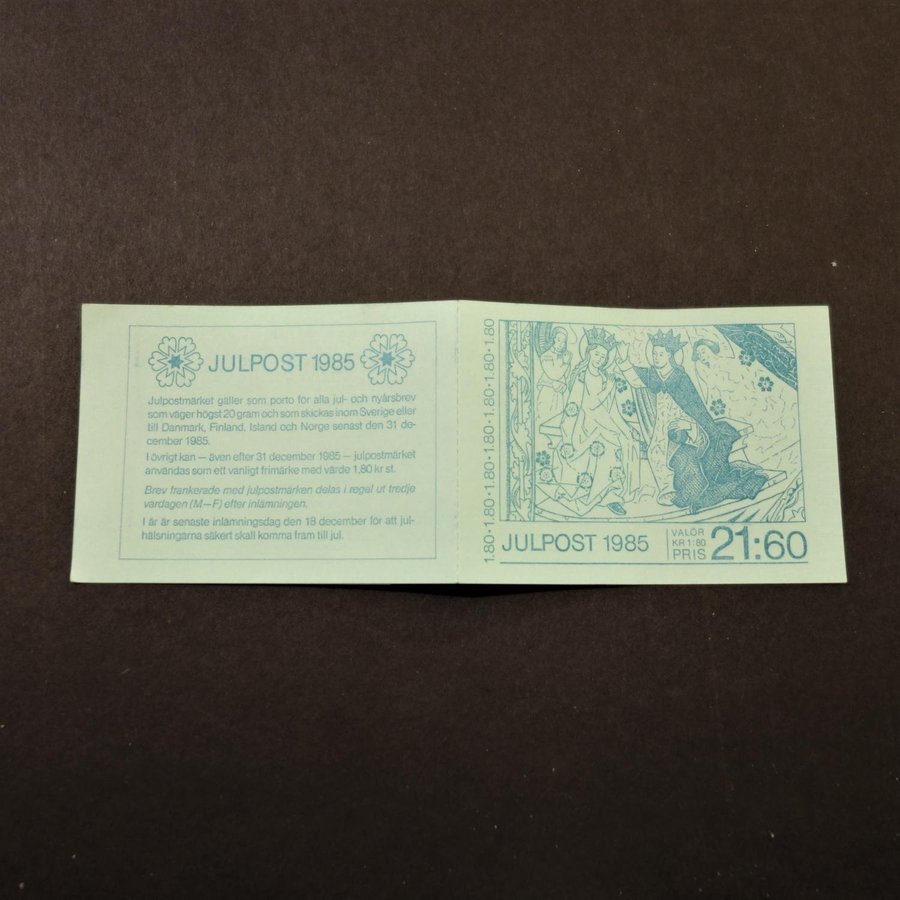 JULPOST 1985
Julpostmärket gäller som porto för alla jul- och nyårsbrev
som väger högst 20 gram och som skickas inom Sverige eller
till Danmark, Finland, Island och Norge senast den 31 de-
cember 1985.
I övrigt kan — även efter 31 december 1985 — julpostmärket
användas som ett vanligt frimärke med värde 1,80 kr st.
Brev frankerade med julpostmärken delas i regel ut tredje
vardagen (M—F) efter inlämningen.
I år är senaste inlämningsdag den 18 december för att jul-
hälsningarna säkert skall komma fram till jul.
1.80·1.80·1.80·1.80·1.80·1.80
JULPOST 1985
VALÖR
KR 1:80
PRIS 21:60